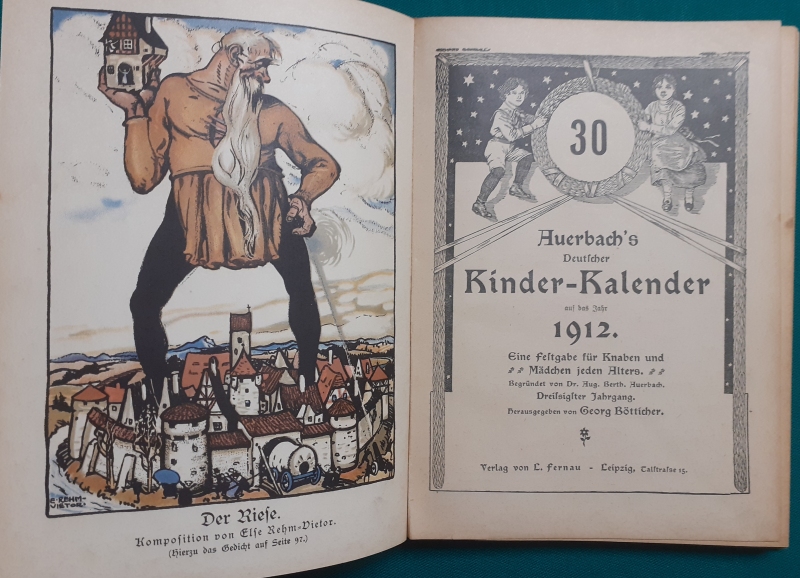 E. REHM-
VIETOR.
Der Riese.
Komposition von Else Rehm-Vietor.
(Hierzu das Gedicht auf Seite 97.)
30
Auerbach's
Deutscher
Kinder-Kalender
auf das Jahr
1912.
Eine Festgabe für Knaben und
Mädchen jeden Alters.
Begründet von Dr. Aug. Berth. Auerbach.
Dreißigster Jahrgang.
Herausgegeben von Georg Bötticher.
Verlag von L. Fernau - Leipzig, Talstrasse 15.